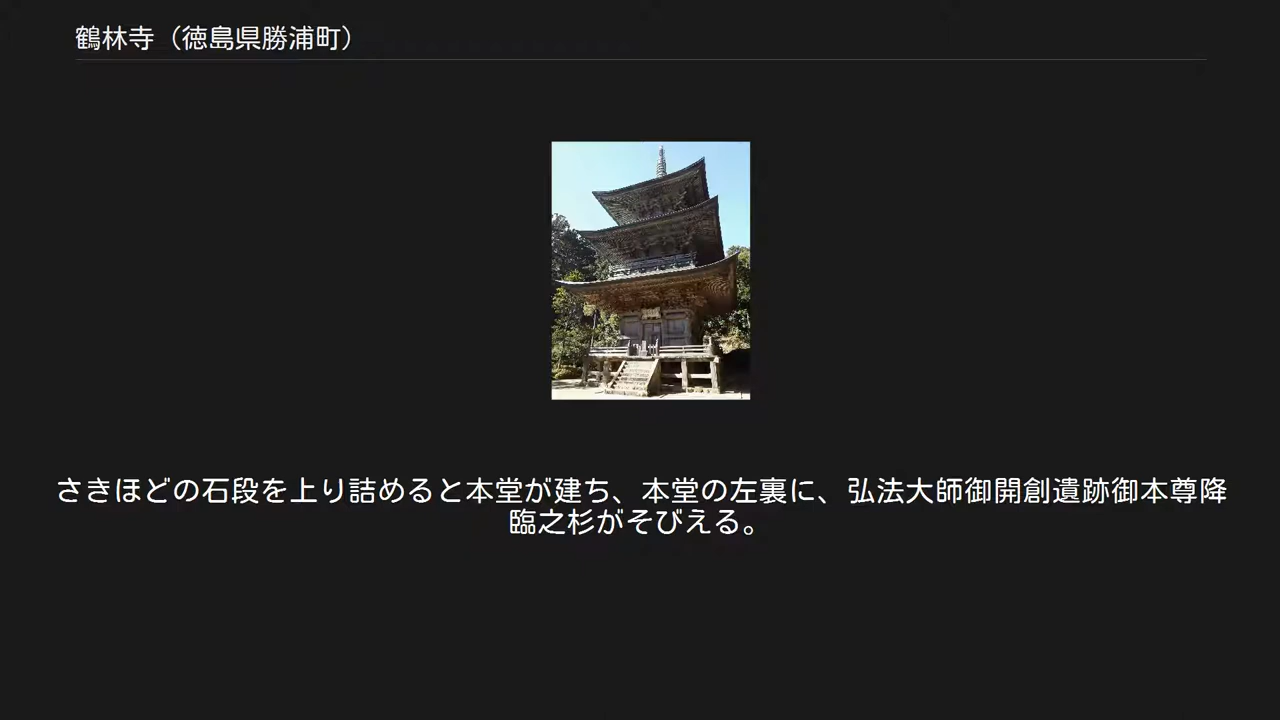 鶴林寺（徳島県勝浦町）
さきほどの石段を上り詰めると本堂が建ち、本堂の左裏に、弘法大師御開創遺跡御本尊降
臨之杉がそびえる。